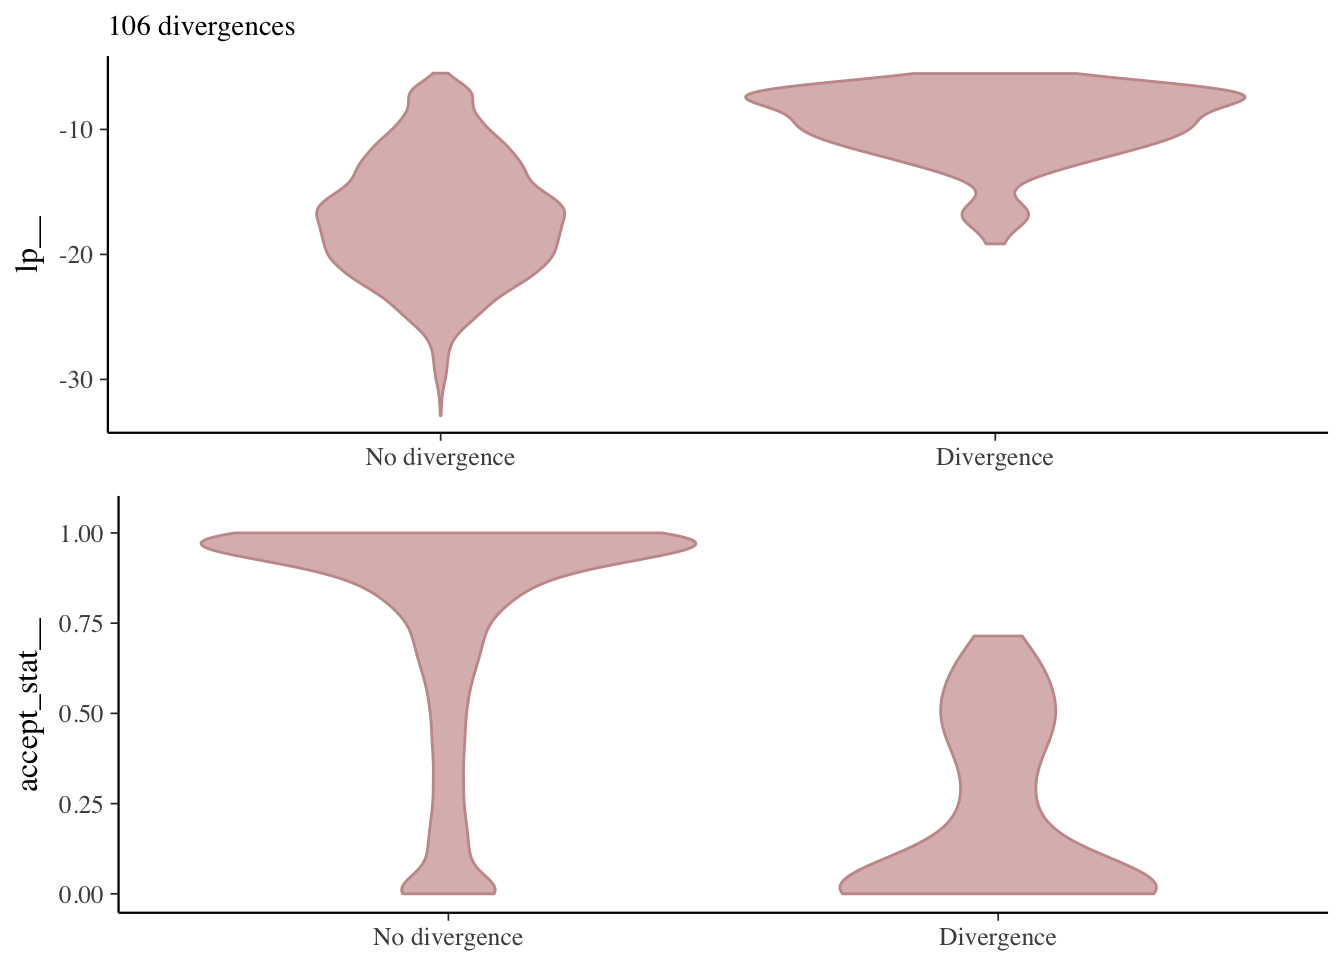 106 divergences
lp__
-10
-20
-30
No divergence
Divergence
accept_stat__
1.00
0.75
0.50
0.25
0.00
No divergence
Divergence